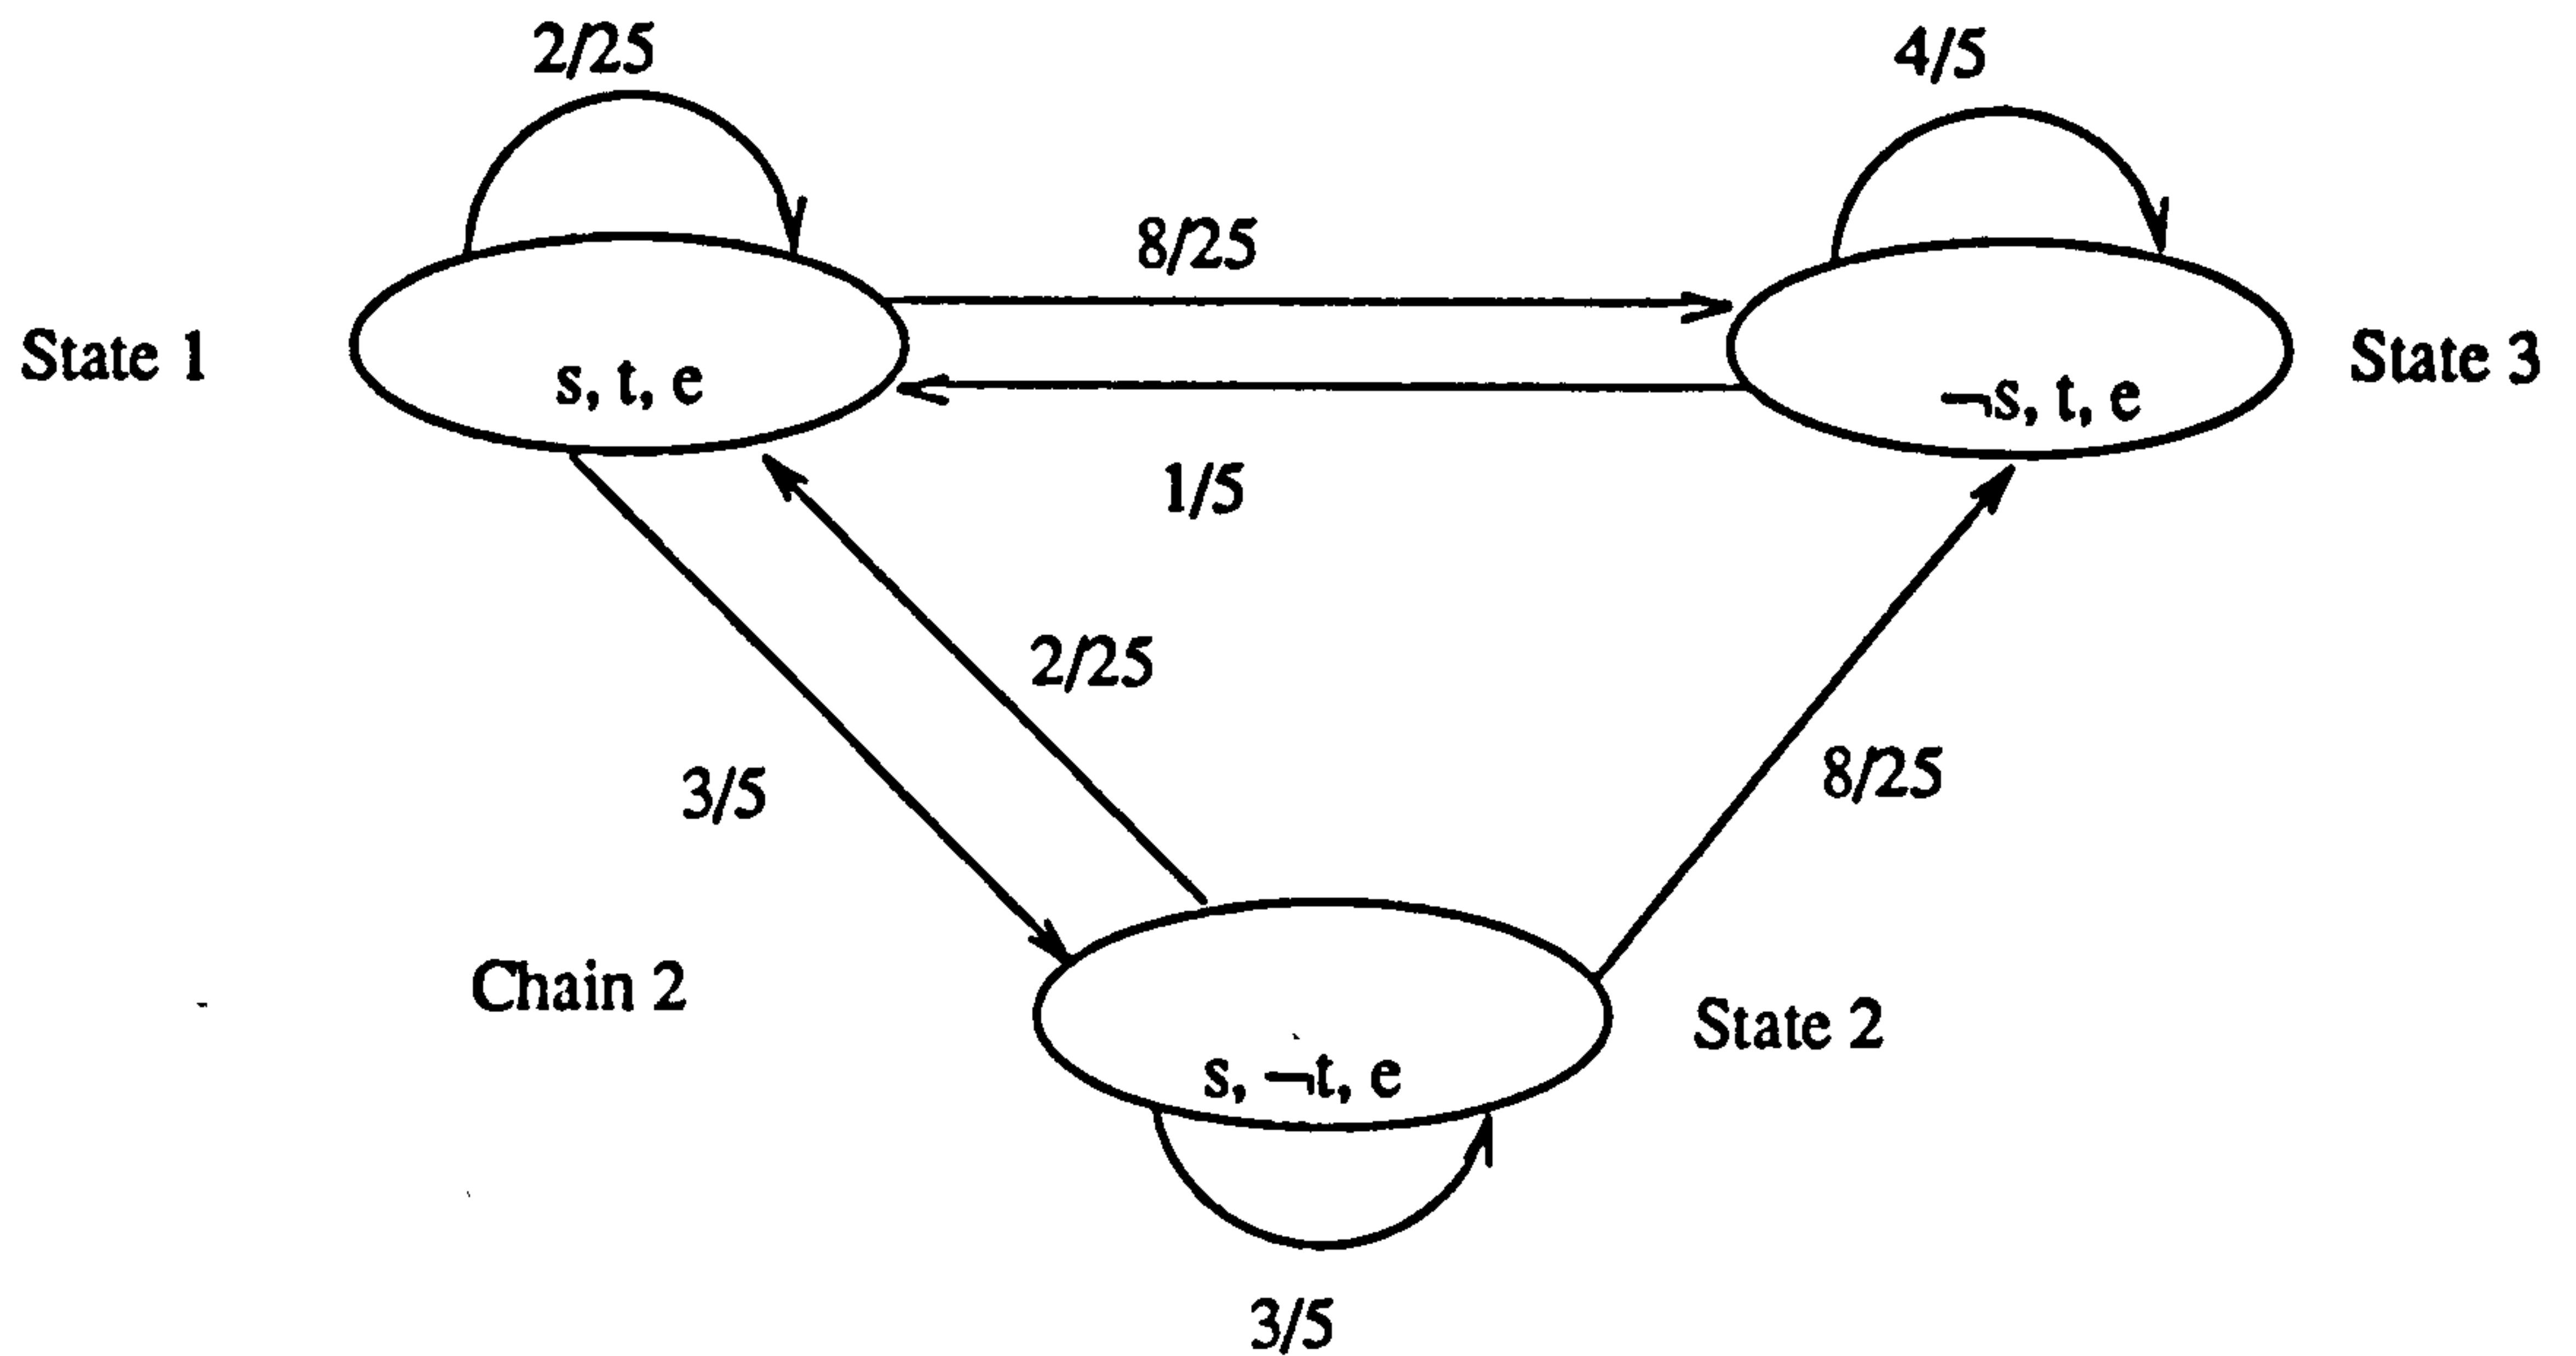 2/25
4/5
8/25
State 1
s, t, e
¬s, t, e
State 3
1/5
2/25
3/5
8/25
Chain 2
State 2
s, ¬t, e
3/5